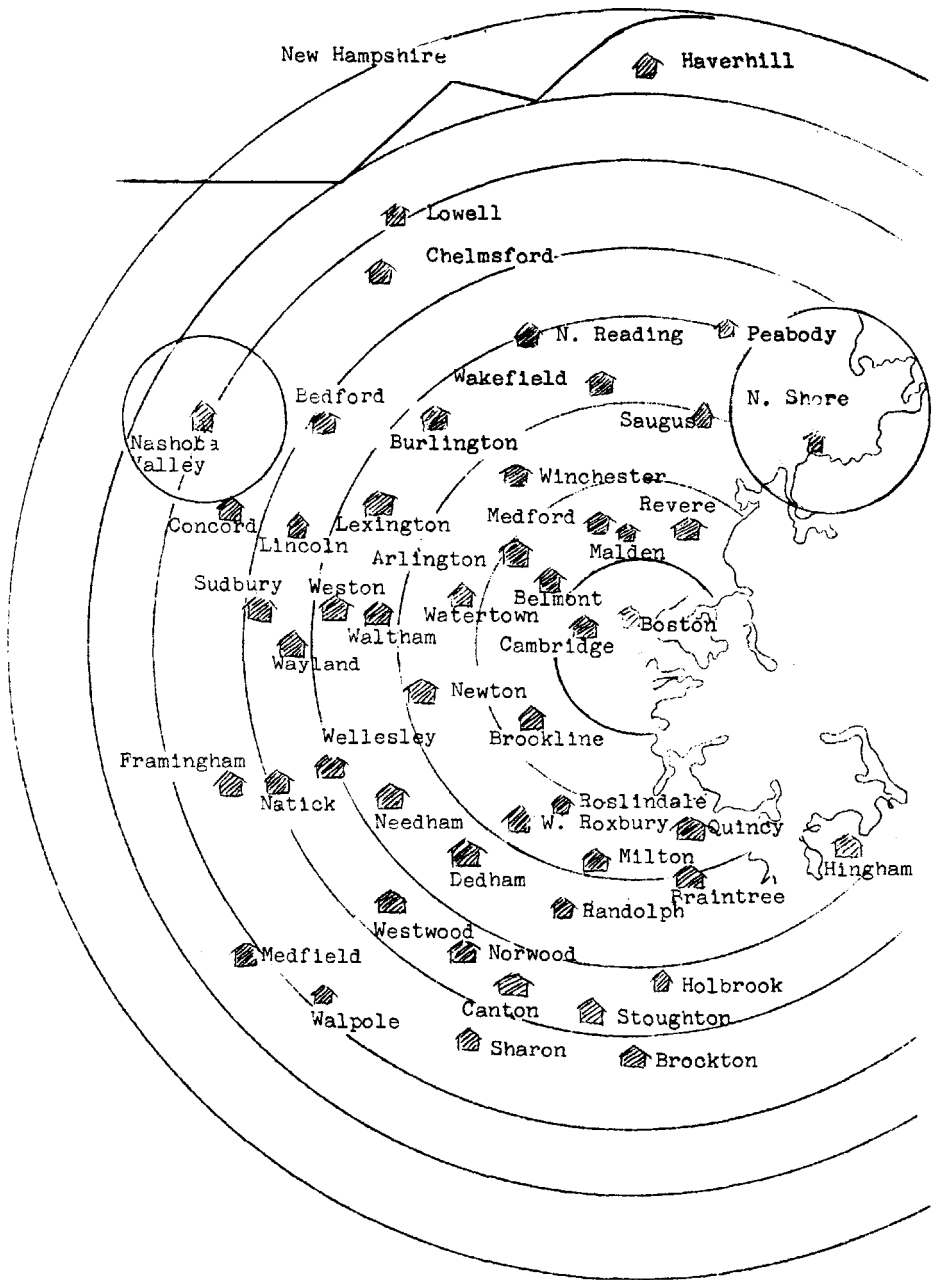 New Hampshire
Haverhill
Lowell
Chelmsford
N. Reading
Peabody
Wakefield
Bedford
N. Shore
Saugus
Burlington
Nashoba
Valley
Winchester
Revere
Medford
Concord
Lexington
Lincoln
Malden
Arlington
Sudbury
Weston
Belmont
Watertown
Boston
Waltham
Cambridge
Wayland
Newton
Wellesley
Brookline
Framingham
Natick
Roslindale
Needham
W. Roxbury
Quincy
Milton
Hingham
Dedham
Braintree
Randolph
Westwood
Norwood
Medfield
Holbrook
Canton
Stoughton
Walpole
Sharon
Brockton